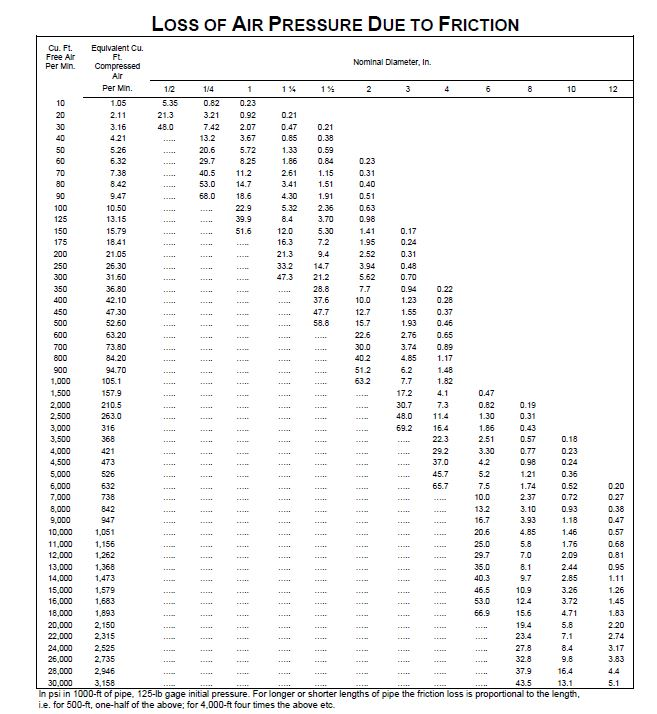 LOSS OF AIR PRESSURE DUE TO FRICTION
Cu. Ft. Equivalent Cu.
Free Air Ft.
Per Min. Compressed Nominal Diameter, In.
Air
Per Min. 1/2 1/4 1 1 ¼ 1 ½ 2 3 4 6 8 10 12
10 1.05 5.35 0.82 0.23
20 2.11 21.3 3.21 0.92 0.21
30 3.16 48.0 7.42 2.07 0.47 0.21
40 4.21 ..... 13.2 3.67 0.85 0.38
50 5.26 ..... 20.6 5.72 1.33 0.59
60 6.32 ..... 29.7 8.25 1.86 0.84 0.23
70 7.38 ..... 40.5 11.2 2.61 1.15 0.31
80 8.42 ..... 53.0 14.7 3.41 1.51 0.40
90 9.47 ..... 68.0 18.6 4.30 1.91 0.51
100 10.50 ..... ..... 22.9 5.32 2.36 0.63
125 13.15 ..... ..... 39.9 8.4 3.70 0.98
150 15.79 ..... ..... 51.6 12.0 5.30 1.41 0.17
175 18.41 ..... ..... ..... 16.3 7.2 1.95 0.24
200 21.05 ..... ..... ..... 21.3 9.4 2.52 0.31
250 26.30 ..... ..... ..... 33.2 14.7 3.94 0.48
300 31.60 ..... ..... ..... 47.3 21.2 5.62 0.70
350 36.80 ..... ..... ..... ..... 28.8 7.7 0.94 0.22
400 42.10 ..... ..... ..... ..... 37.6 10.0 1.23 0.28
450 47.30 ..... ..... ..... ..... 47.7 12.7 1.55 0.37
500 52.60 ..... ..... ..... ..... 58.8 15.7 1.93 0.46
600 63.20 ..... ..... ..... ..... ..... 22.6 2.76 0.65
700 73.80 ..... ..... ..... ..... ..... 30.0 3.74 0.89
800 84.20 ..... ..... ..... ..... ..... 40.2 4.85 1.17
900 94.70 ..... ..... ..... ..... ..... 51.2 6.2 1.48
1,000 105.1 ..... ..... ..... ..... ..... 63.2 7.7 1.82
1,500 157.9 ..... ..... ..... ..... ..... ..... 17.2 4.1 0.47
2,000 210.5 ..... ..... ..... ..... ..... ..... 30.7 7.3 0.82 0.19
2,500 263.0 ..... ..... ..... ..... ..... ..... 48.0 11.4 1.30 0.31
3,000 316 ..... ..... ..... ..... ..... ..... 69.2 16.4 1.86 0.43
3,500 368 ..... ..... ..... ..... ..... ..... ..... 22.3 2.51 0.57 0.18
4,000 421 ..... ..... ..... ..... ..... ..... ..... 29.2 3.30 0.77 0.23
4,500 473 ..... ..... ..... ..... ..... ..... ..... 37.0 4.2 0.98 0.24
5,000 526 ..... ..... ..... ..... ..... ..... ..... 45.7 5.2 1.21 0.36
6,000 632 ..... ..... ..... ..... ..... ..... ..... 65.7 7.5 1.74 0.52 0.20
7,000 738 ..... ..... ..... ..... ..... ..... ..... ..... 10.0 2.37 0.72 0.27
8,000 842 ..... ..... ..... ..... ..... ..... ..... ..... 13.2 3.10 0.93 0.38
9,000 947 ..... ..... ..... ..... ..... ..... ..... ..... 16.7 3.93 1.18 0.47
10,000 1,051 ..... ..... ..... ..... ..... ..... ..... ..... 20.6 4.85 1.46 0.57
11,000 1,156 ..... ..... ..... ..... ..... ..... ..... ..... 25.0 5.8 1.76 0.68
12,000 1,262 ..... ..... ..... ..... ..... ..... ..... ..... 29.7 7.0 2.09 0.81
13,000 1,368 ..... ..... ..... ..... ..... ..... ..... ..... 35.0 8.1 2.44 0.95
14,000 1,473 ..... ..... ..... ..... ..... ..... ..... ..... 40.3 9.7 2.85 1.11
15,000 1,579 ..... ..... ..... ..... ..... ..... ..... ..... 46.5 10.9 3.26 1.26
16,000 1,683 ..... ..... ..... ..... ..... ..... ..... ..... 53.0 12.4 3.72 1.45
18,000 1,893 ..... ..... ..... ..... ..... ..... ..... ..... 66.9 15.6 4.71 1.83
20,000 2,150 ..... ..... ..... ..... ..... ..... ..... ..... ..... 19.4 5.8 2.20
22,000 2,315 ..... ..... ..... ..... ..... ..... ..... ..... ..... 23.4 7.1 2.74
24,000 2,525 ..... ..... ..... ..... ..... ..... ..... ..... ..... 27.8 8.4 3.17
26,000 2,735 ..... ..... ..... ..... ..... ..... ..... ..... ..... 32.8 9.8 3.83
28,000 2,946 ..... ..... ..... ..... ..... ..... ..... ..... ..... 37.9 16.4 4.4
30,000 3,158 ..... ..... ..... ..... ..... ..... ..... ..... ..... 43.5 13.1 5.1
In psi in 1000-ft of pipe, 125-lb gage initial pressure. For longer or shorter lengths of pipe the friction loss is proportional to the length,
i.e. for 500-ft, one-half of the above; for 4,000-ft four times the above etc.